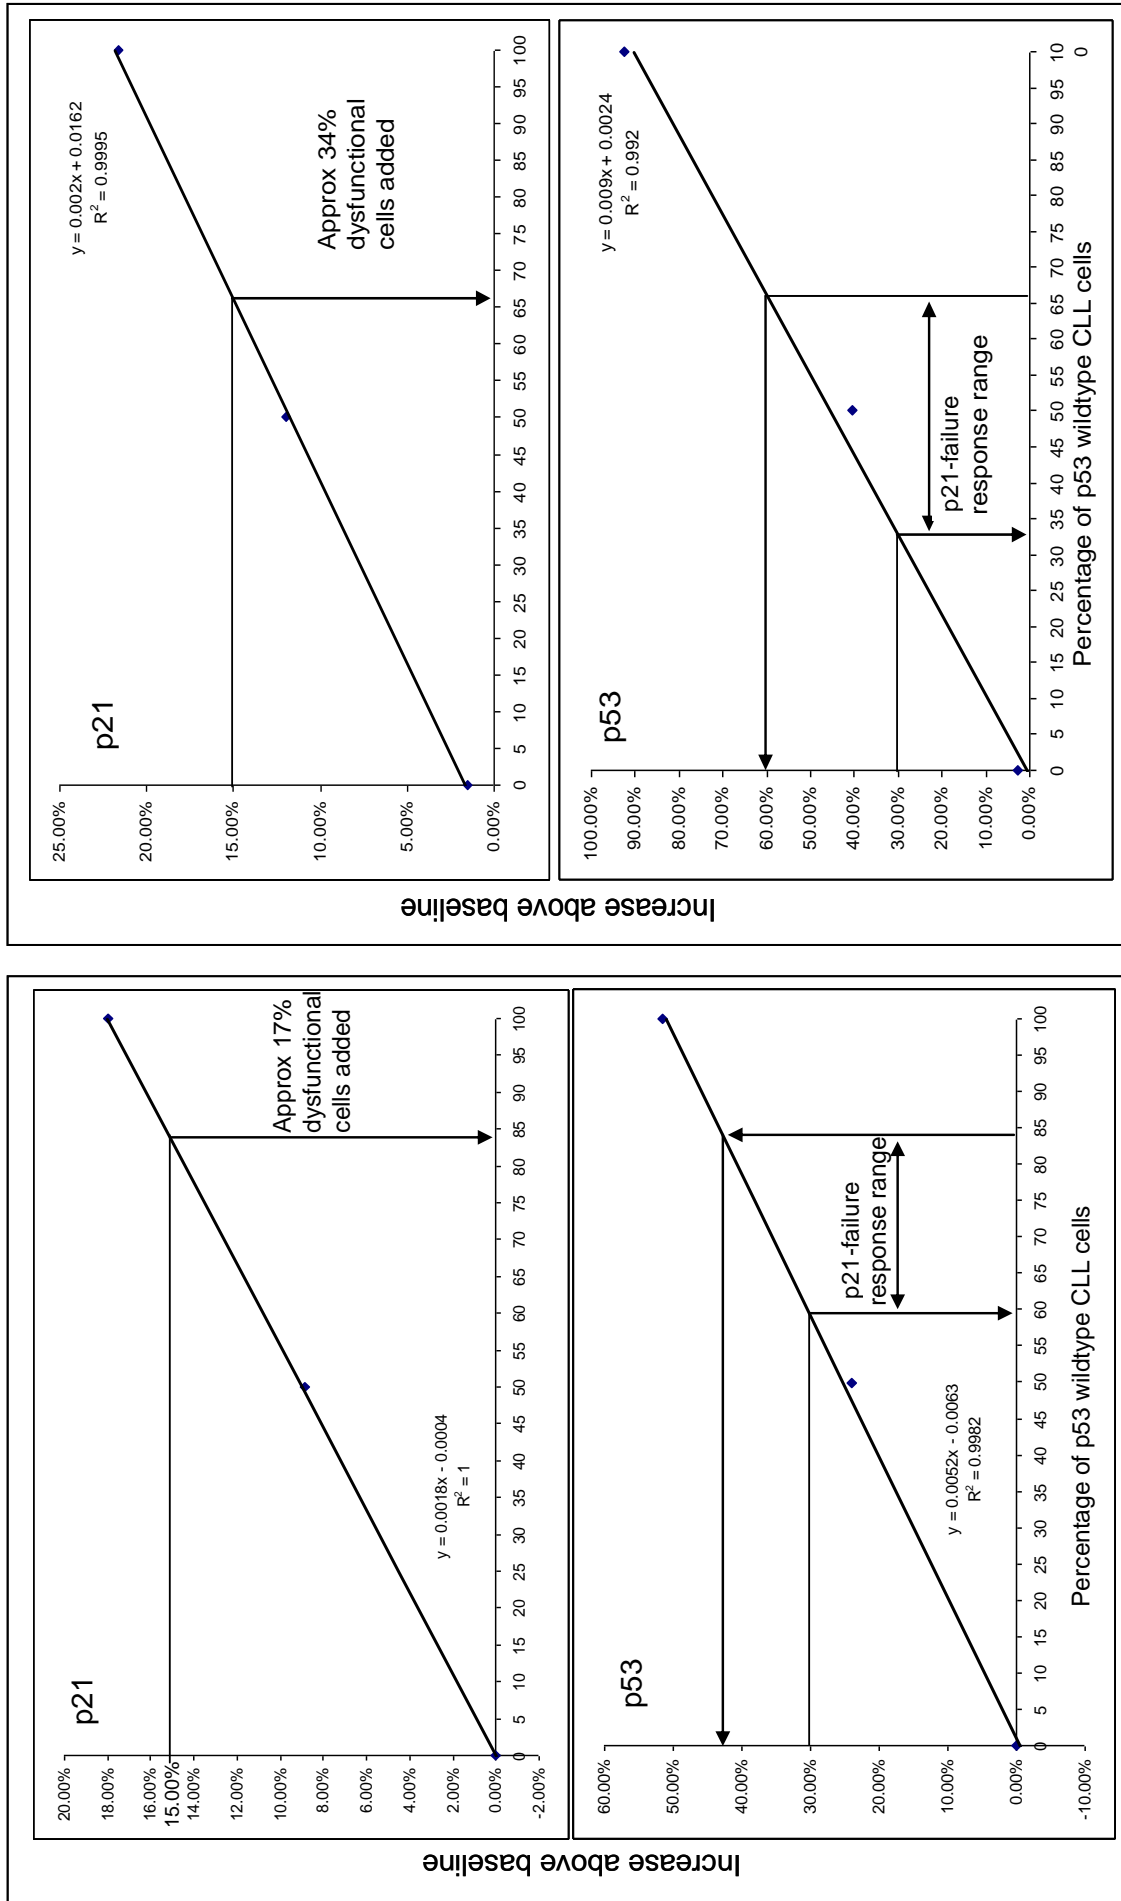 p21
20.00%
18.00%
16.00%
15.00%
14.00%
12.00%
10.00%
8.00%
6.00%
4.00%
2.00%
0.00%
-2.00%
0 5 10 15 20 25 30 35 40 45 50 55 60 65 70 75 80 85 90 95 100
y = 0.0018x - 0.0004
R² = 1
Approx 17%
dysfunctional
cells added
Increase above baseline
p53
60.00%
50.00%
40.00%
30.00%
20.00%
10.00%
0.00%
-10.00%
0 5 10 15 20 25 30 35 40 45 50 55 60 65 70 75 80 85 90 95 100
y = 0.0052x - 0.0063
R² = 0.9982
p21-failure
response range
Percentage of p53 wildtype CLL cells
p21
25.00%
20.00%
15.00%
10.00%
5.00%
0.00%
0 5 10 15 20 25 30 35 40 45 50 55 60 65 70 75 80 85 90 95 100
y = 0.002x + 0.0162
R² = 0.9995
Approx 34%
dysfunctional
cells added
Increase above baseline
p53
100.00%
90.00%
80.00%
70.00%
60.00%
50.00%
40.00%
30.00%
20.00%
10.00%
0.00%
0 5 10 15 20 25 30 35 40 45 50 55 60 65 70 75 80 85 90 95 10
0
y = 0.009x + 0.0024
R² = 0.992
p21-failure
response range
Percentage of p53 wildtype CLL cells